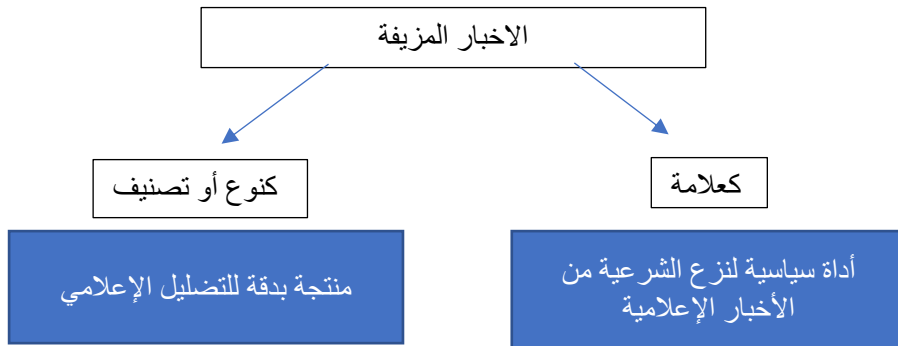 الاخبار المزيفة
كعلامة
كنوع أو تصنيف
أداة سياسية لنزع الشرعية من
الأخبار الإعلامية
منتجة بدقة للتضليل الإعلامي